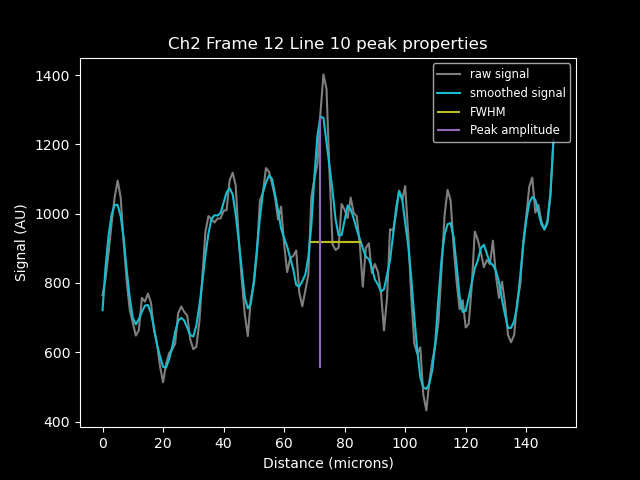 Ch2 Frame 12 Line 10 peak properties
raw signal
smoothed signal
FWHM
Peak amplitude
Signal (AU)
1400
1200
1000
800
600
400
0 20 40 60 80 100 120 140
Distance (microns)